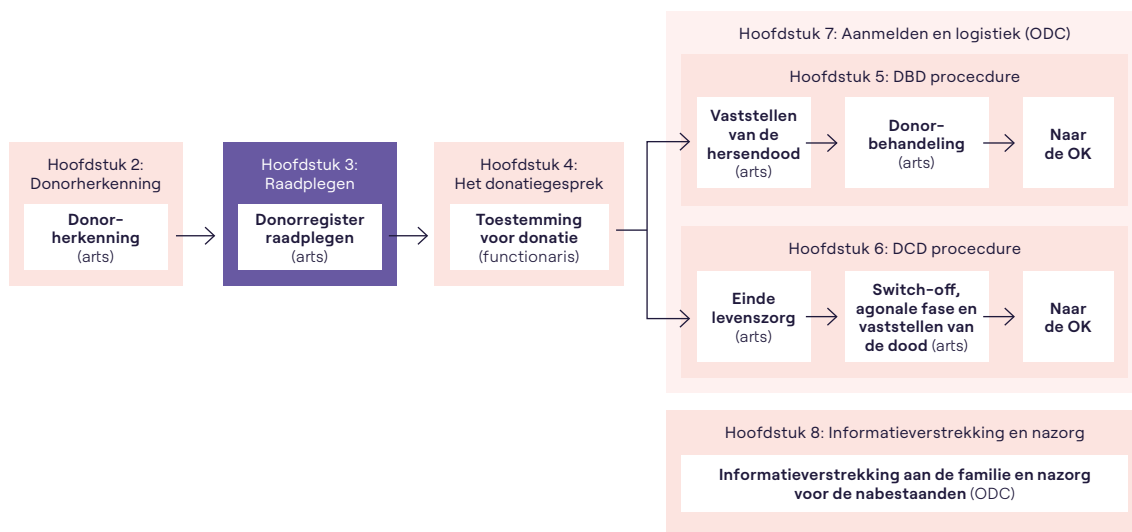 Hoofdstuk 2:
Donorherkenning
Donor-
herkenning
(arts)
Hoofdstuk 3:
Raadplegen
Donorregister
raadplegen
(arts)
Hoofdstuk 4:
Het donatiegesprek
Toestemming
voor donatie
(functionaris)
Hoofdstuk 7: Aanmelden en logistiek (ODC)
Hoofdstuk 5: DBD procecdure
Vaststellen
van de
hersendood
(arts)
Donor-
behandeling
(arts)
Naar
de OK
Hoofdstuk 6: DCD procecdure
Einde
levenszorg
(arts)
Switch-off,
agonale fase en
vaststellen van
de dood (arts)
Naar
de OK
Hoofdstuk 8: Informatieverstrekking en nazorg
Informatieverstrekking aan de familie en nazorg
voor de nabestaanden (ODC)